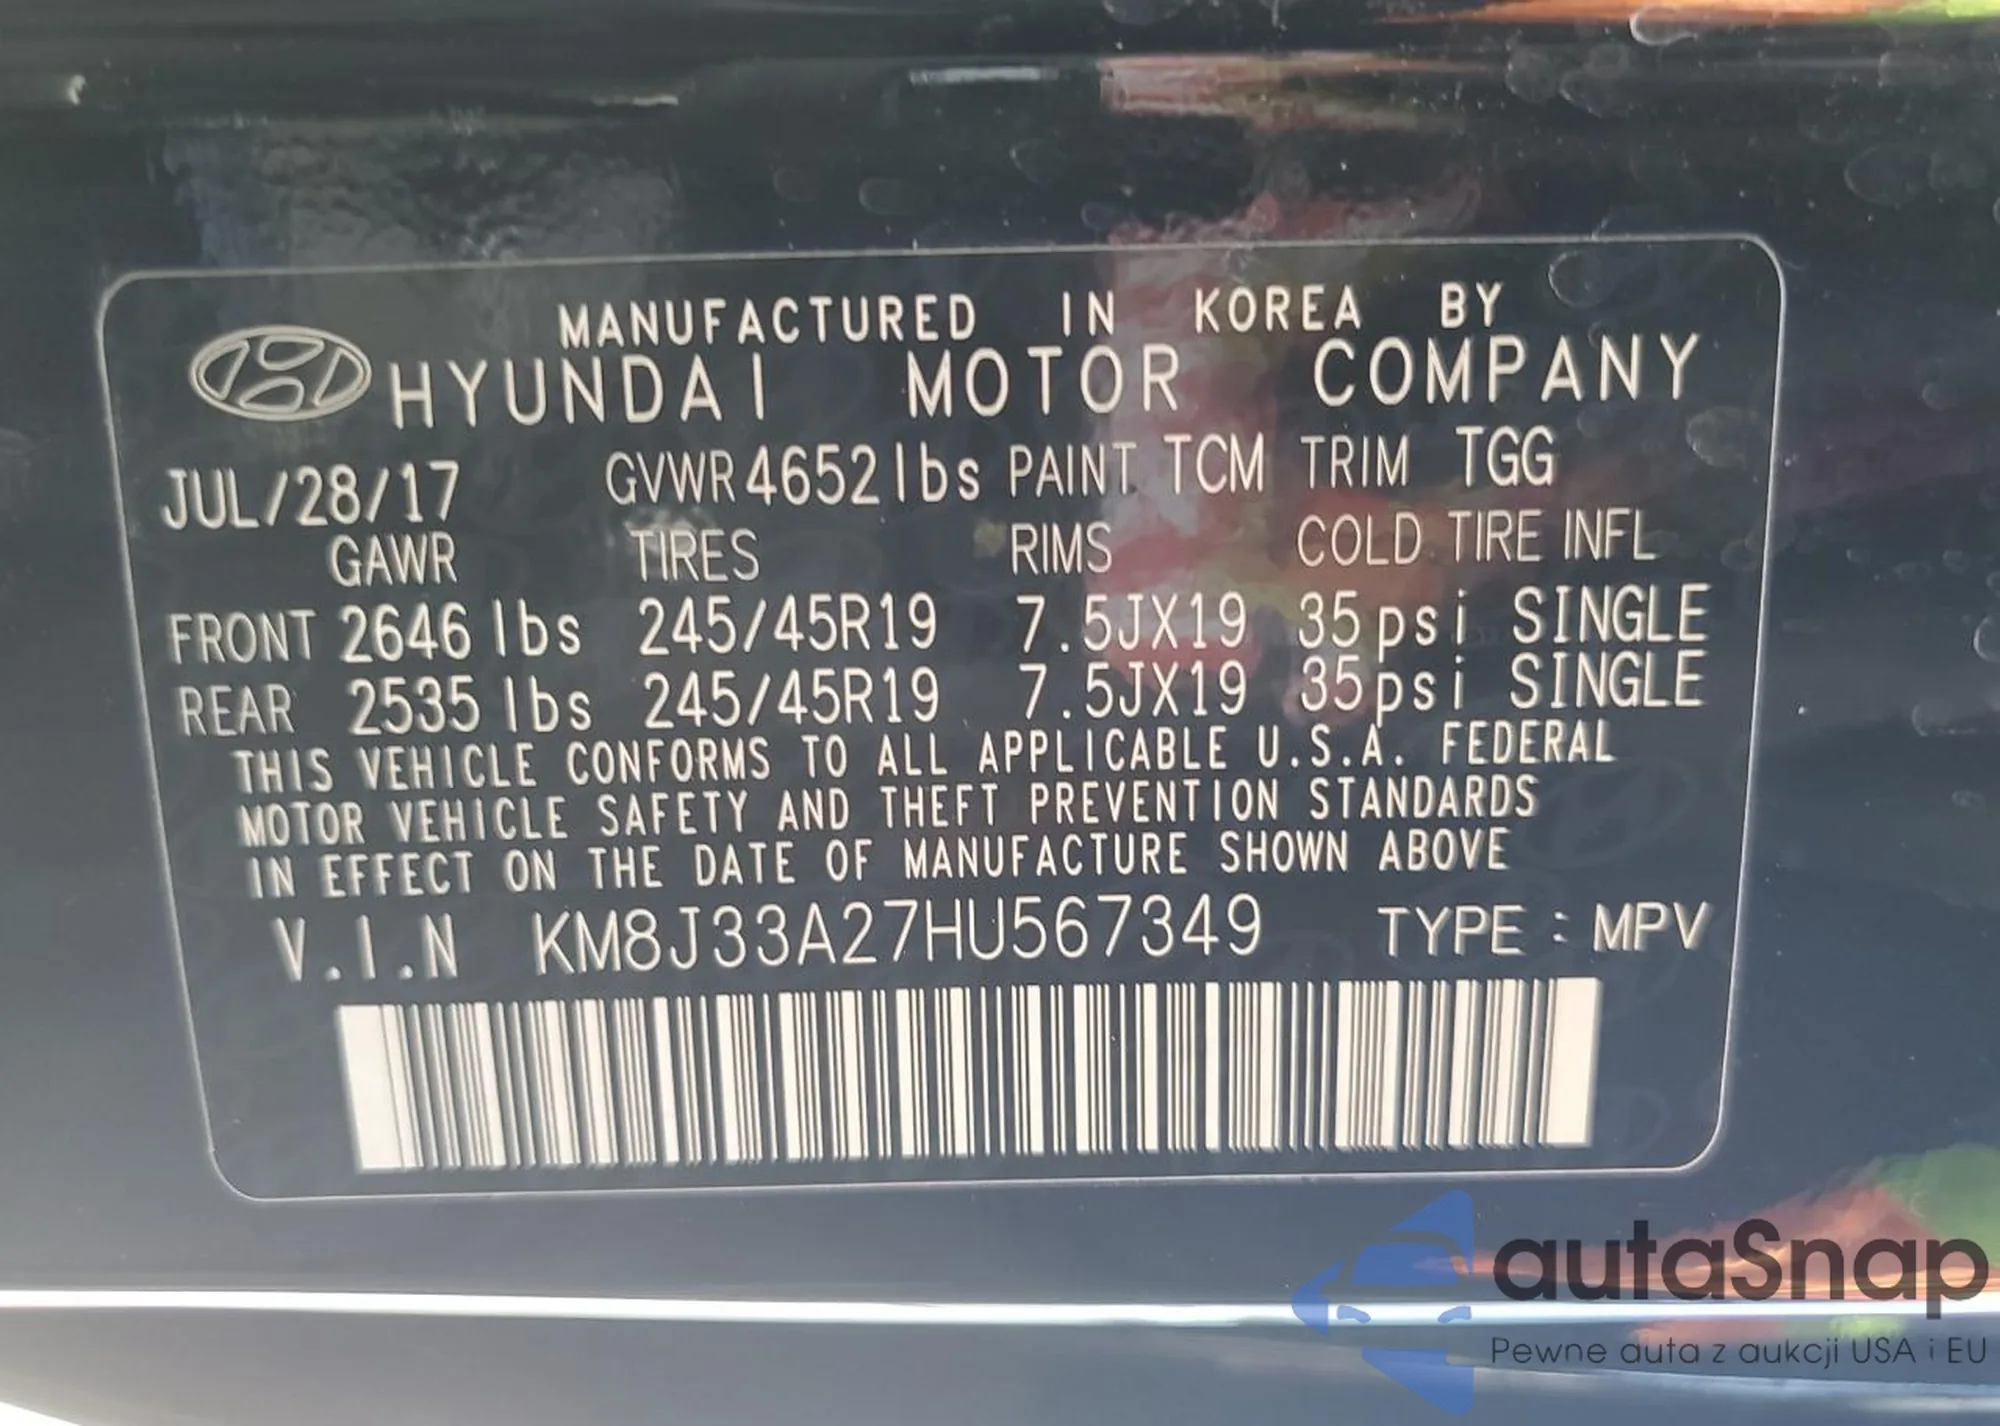 MANUFACTURED IN KOREA BY
HYUNDAI MOTOR COMPANY
JUL/28/17 GVWR 4652lbs PAINT TCM TRIM TGG
GAWR TIRES RIMS COLD TIRE INFL
FRONT 2646 lbs 245/45R19 7.5JX19 35psi SINGLE
REAR 2535 lbs 245/45R19 7.5JX19 35psi SINGLE
THIS VEHICLE CONFORMS TO ALL APPLICABLE U.S.A. FEDERAL
MOTOR VEHICLE SAFETY AND THEFT PREVENTION STANDARDS
IN EFFECT ON THE DATE OF MANUFACTURE SHOWN ABOVE
V.I.N KM8J33A27HU567349 TYPE : MPV
autaSnap
Pewne auta z aukcji USA i EU